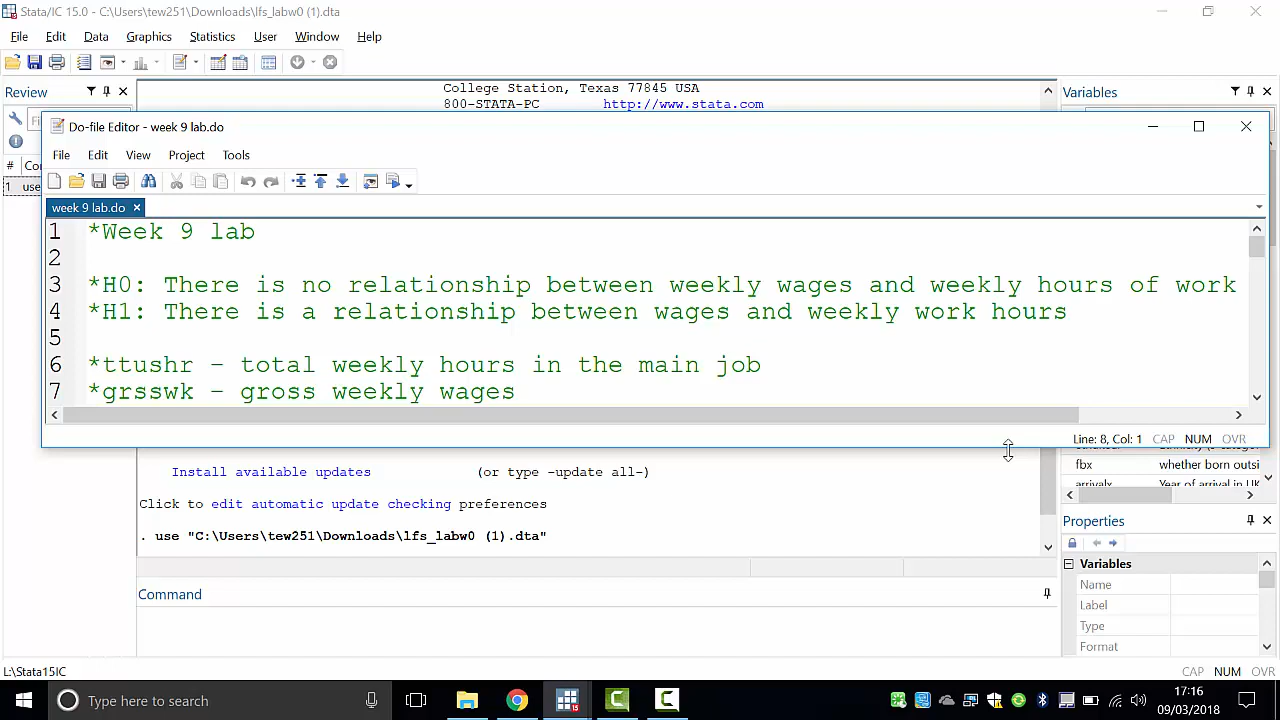 Stata/IC 15.0 - C:\Users\tew251\Downloads\lfs_labw0 (1).dta
File Edit Data Graphics Statistics User Window Help
Review
College Station, Texas 77845 USA
Variables
800-STATA-PC http://www.stata.com
Do-file Editor - week 9 lab.do
File Edit View Project Tools
#
1 use
week 9 lab.do
1 *Week 9 lab
2
3 *H0: There is no relationship between weekly wages and weekly hours of work
4 *H1: There is a relationship between wages and weekly work hours
5
6 *ttushr - total weekly hours in the main job
7 *grsswk - gross weekly wages
Line: 8, Col: 1 CAP NUM OVR
fbx whether born outsi
Install available updates (or type -update all-)
Click to edit automatic update checking preferences
. use "C:\Users\tew251\Downloads\lfs_labw0 (1).dta"
Properties
Variables
Name
Label
Type
Format
Command
L:\Stata15IC
CAP NUM OVR
Type here to search
17:16
09/03/2018